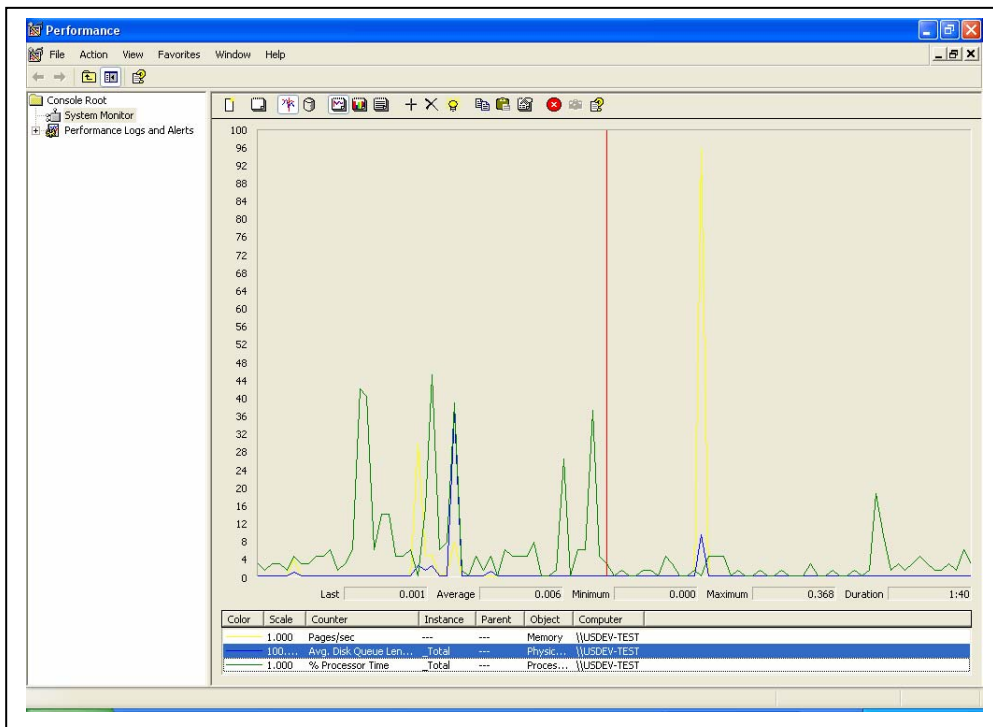 Performance
File Action View Favorites Window Help
Console Root
System Monitor
Performance Logs and Alerts
100
96
92
88
84
80
76
72
68
64
60
56
52
48
44
40
36
32
28
24
20
16
12
8
4
0
Last 0.001 Average 0.006 Minimum 0.000 Maximum 0.368 Duration 1:40
Color Scale Counter Instance Parent Object Computer
1.000 Pages/sec --- --- Memory \\USDEV-TEST
100.... Avg. Disk Queue Len... _Total --- Physic... \\USDEV-TEST
1.000 % Processor Time _Total --- Proces... \\USDEV-TEST